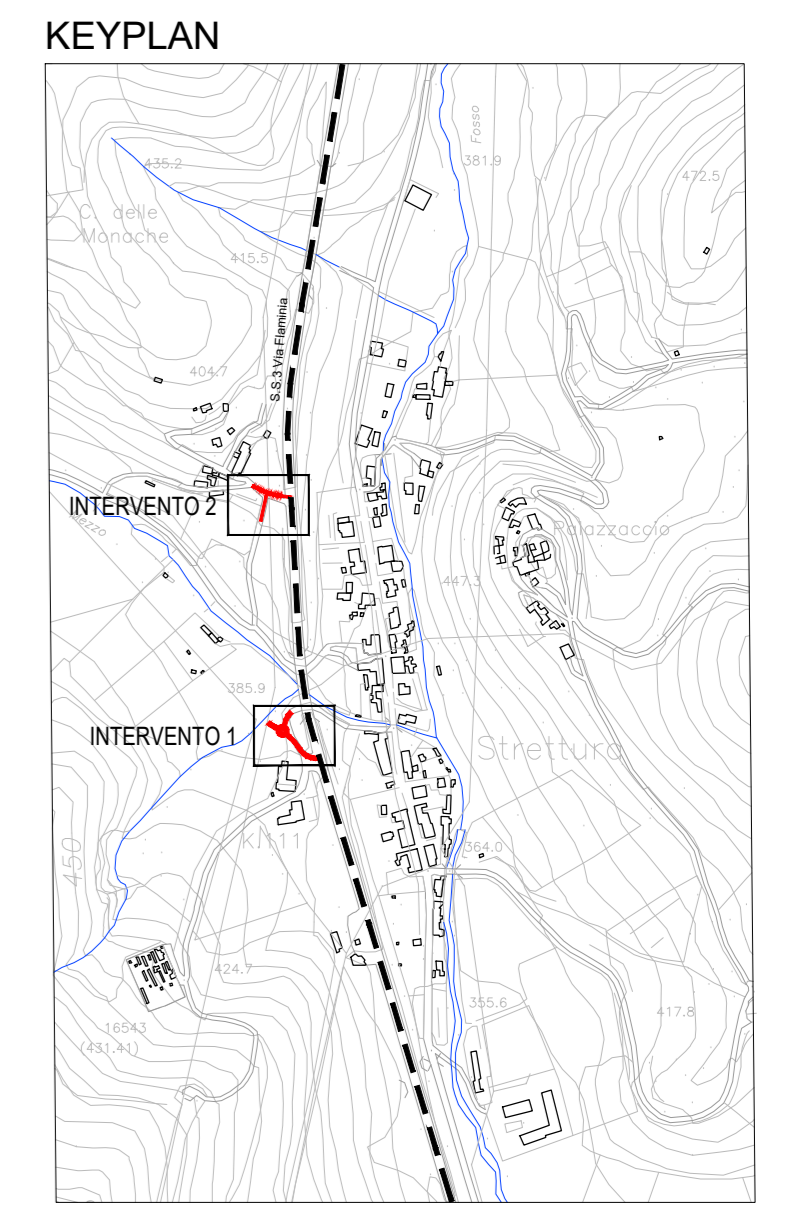 KEYPLAN
Fosso
435.2
381.9
472.5
C. delle
Monache
415.5
S.S.3 Via Flaminia
404.7
INTERVENTO 2
Palazzaccio
447.3
385.9
INTERVENTO 1
Strettura
450
364.0
424.7
355.6
417.8
16543
(431.41)